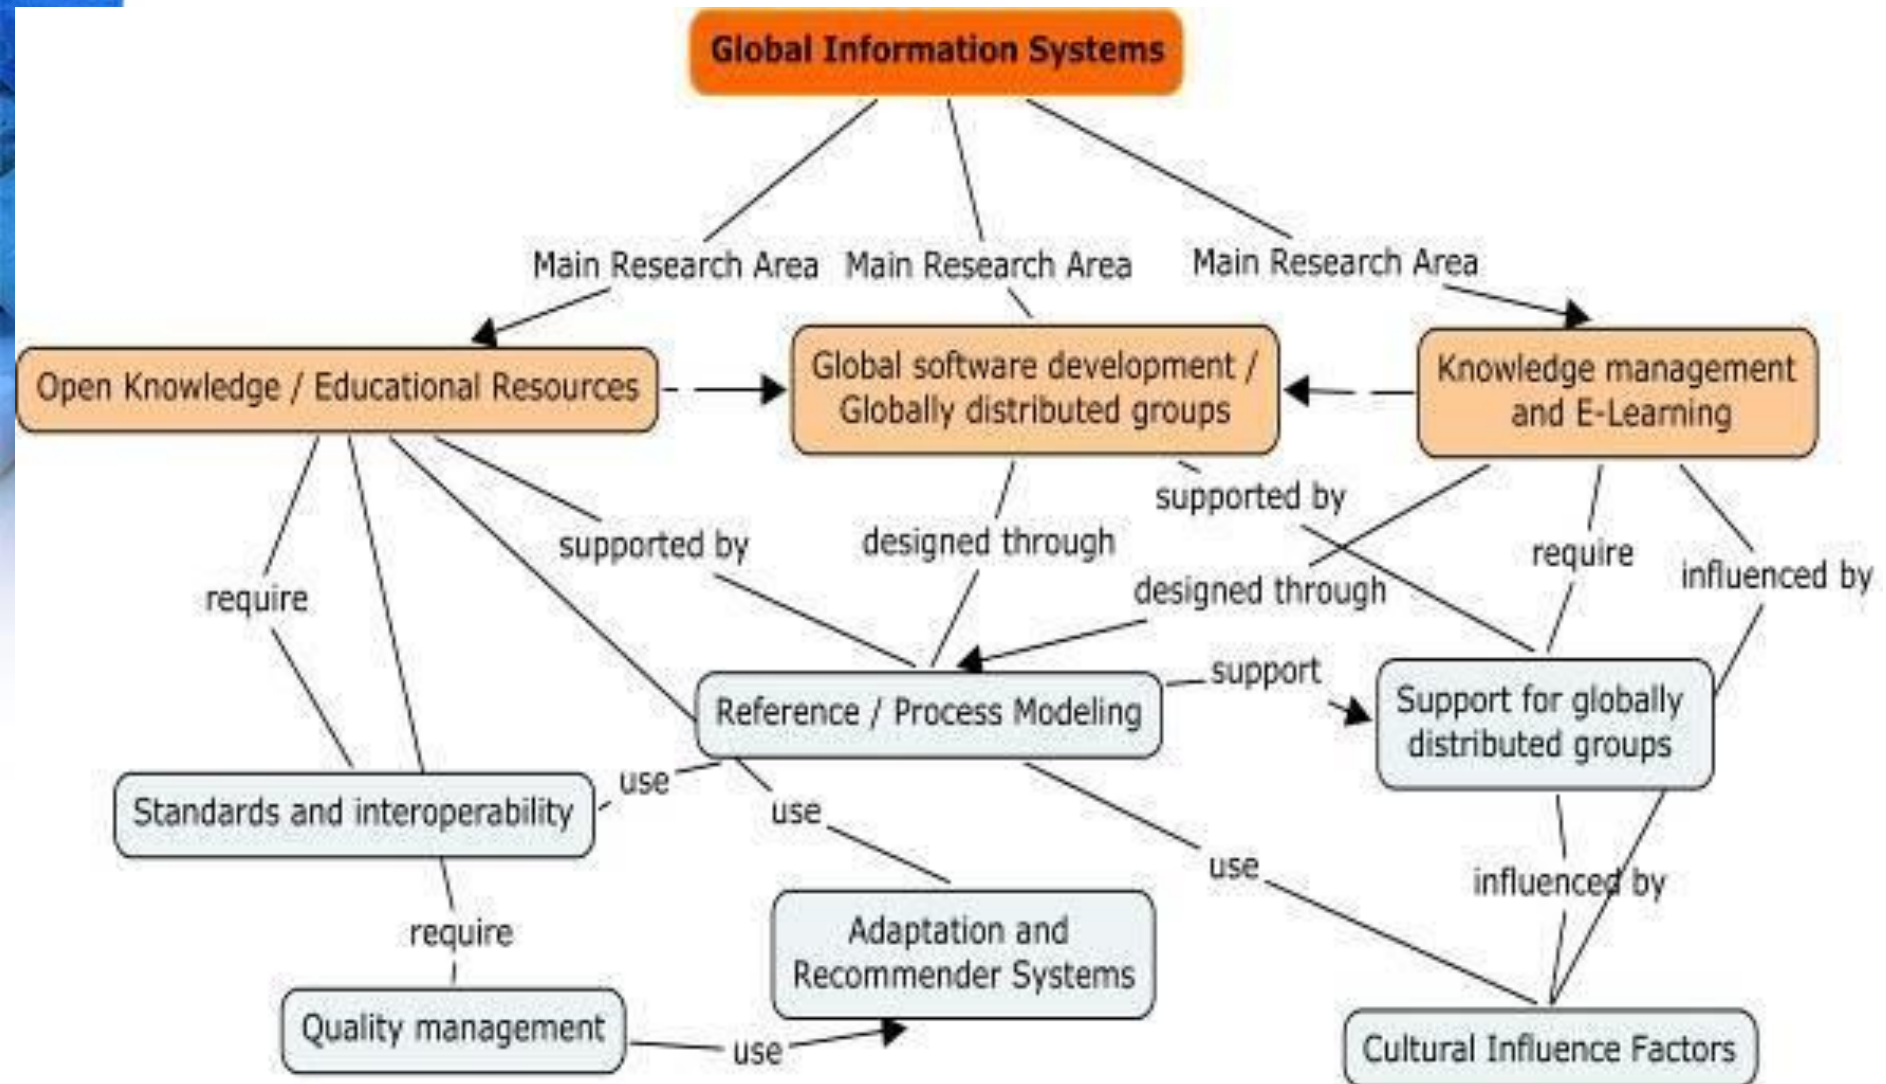 Global Information Systems
Main Research Area
Main Research Area
Main Research Area
Open Knowledge / Educational Resources
Global software development /
Globally distributed groups
Knowledge management
and E-Learning
supported by
supported by
designed through
require
influenced by
designed through
require
support
Reference / Process Modeling
Support for globally
distributed groups
use
Standards and interoperability
use
use
influenced by
require
Adaptation and
Recommender Systems
Quality management
use
Cultural Influence Factors